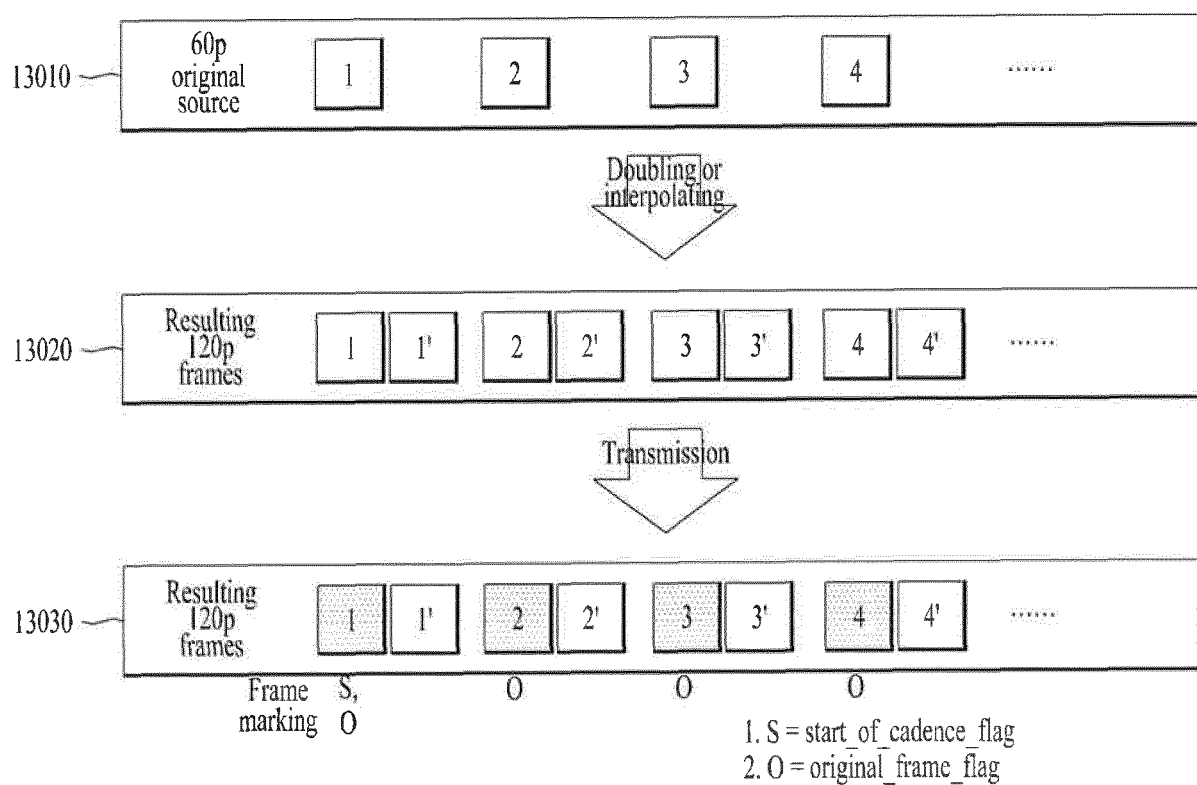 13010
60p
original
source
1 2 3 4 ......
Doubling or
interpolating
13020
Resulting
120p
frames
1 1' 2 2' 3 3' 4 4' ......
Transmission
13030
Resulting
120p
frames
1 1' 2 2' 3 3' 4 4' ......
Frame
marking
S,
O
O O O
1. S = start_of_cadence_flag
2. O = original_frame_flag